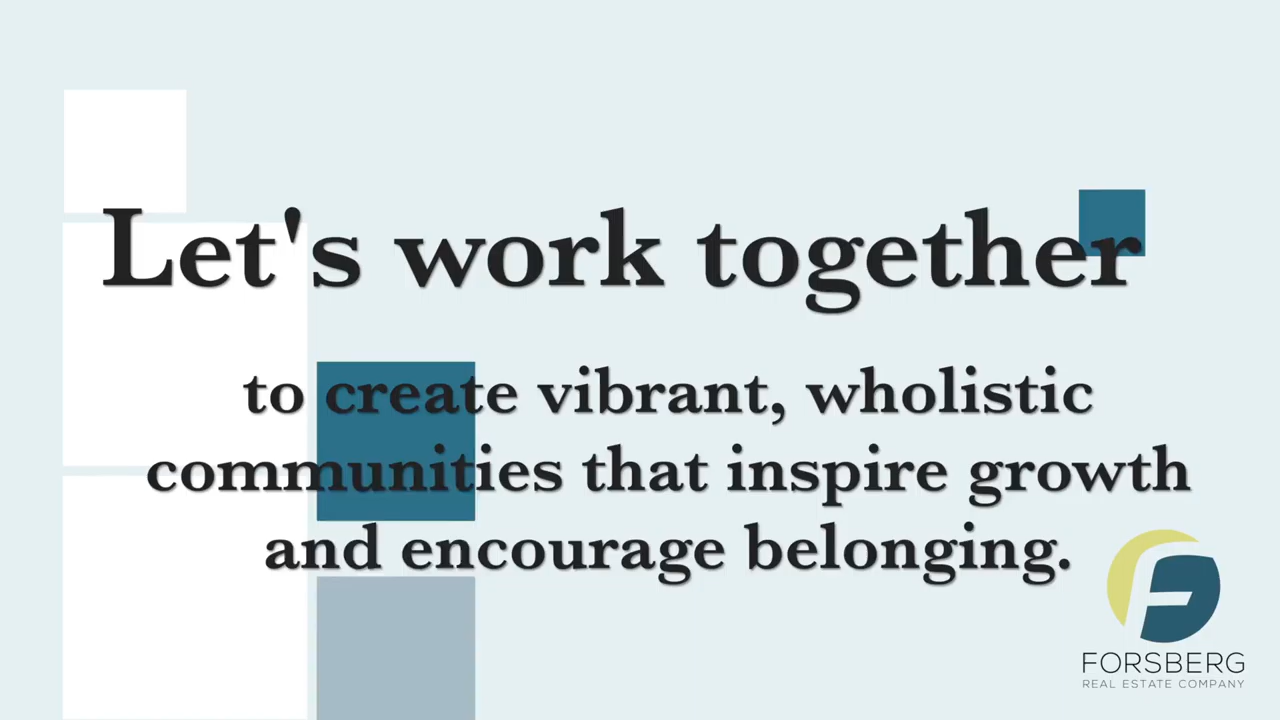 Let's work together
to create vibrant, wholistic
communities that inspire growth
and encourage belonging.
FORSBERG
REAL ESTATE COMPANY